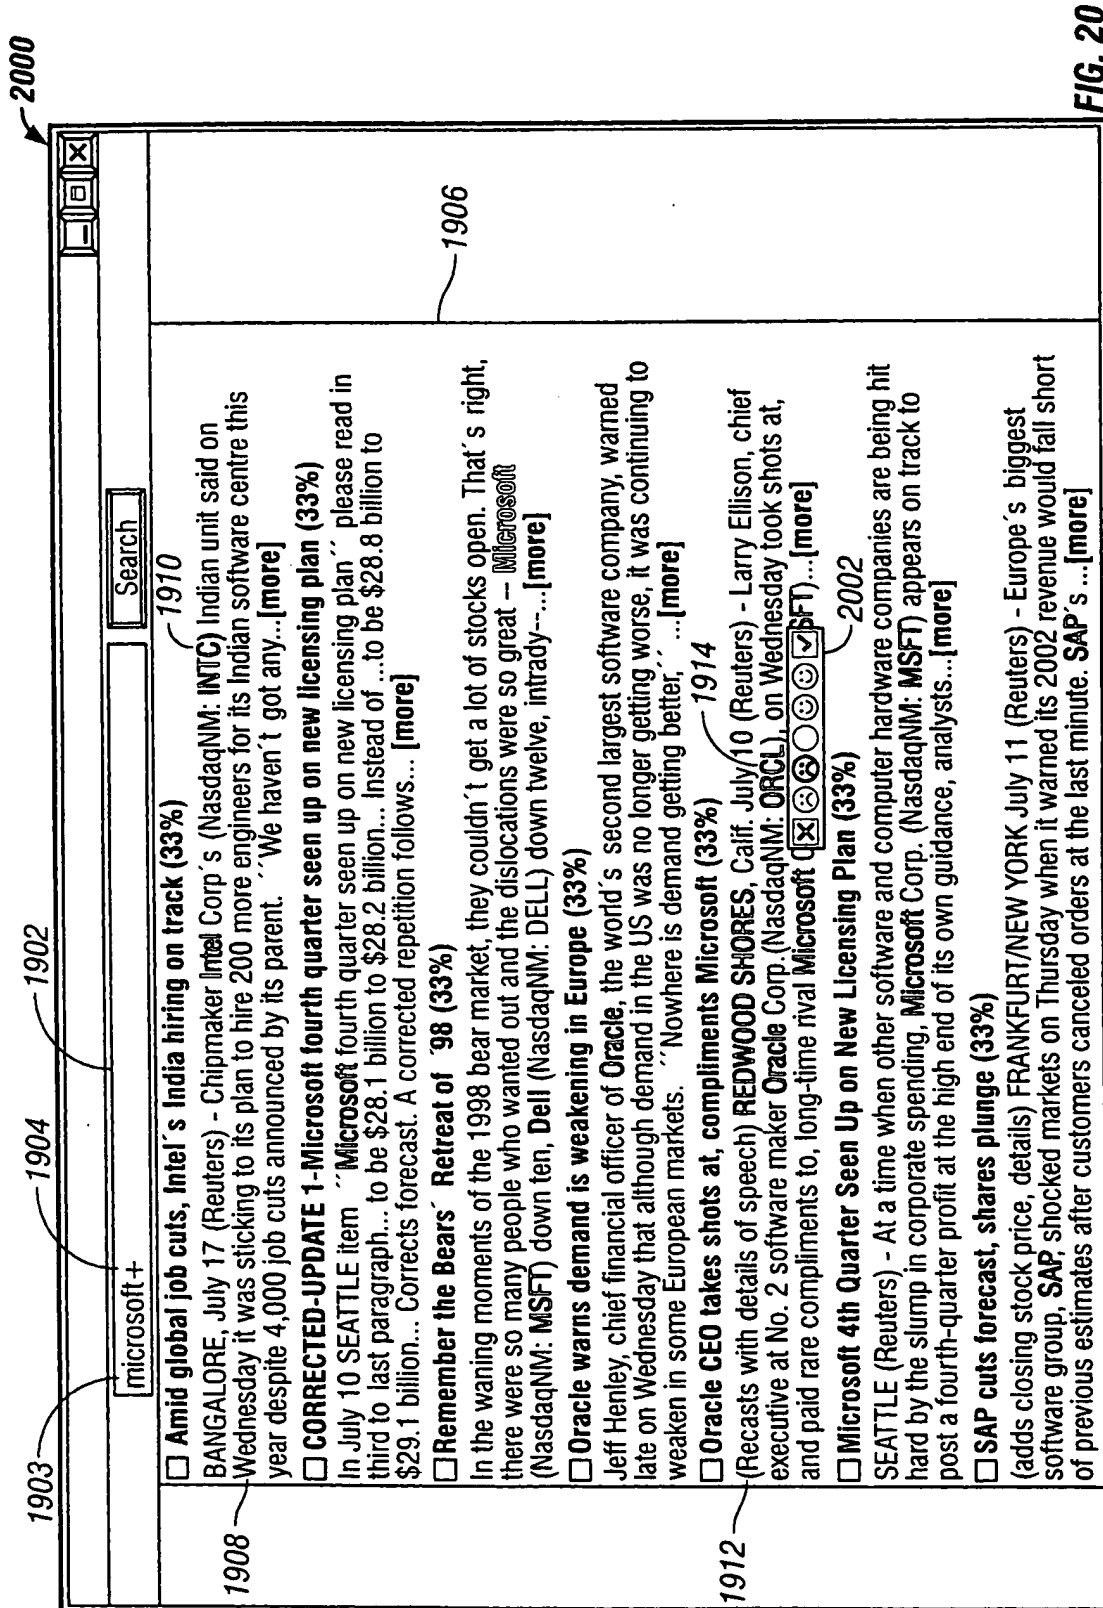 2000
1903
1904
1902
microsoft+
Search
1910
☐ Amid global job cuts, Intel´s India hiring on track (33%)
BANGALORE, July 17 (Reuters) - Chipmaker Intel Corp´s (NasdaqNM: INTC) Indian unit said on
1908
Wednesday it was sticking to its plan to hire 200 more engineers for its Indian software centre this
year despite 4,000 job cuts announced by its parent. ´´We haven´t got any...[more]
☐ CORRECTED-UPDATE 1-Microsoft fourth quarter seen up on new licensing plan (33%)
In July 10 SEATTLE item ´´Microsoft fourth quarter seen up on new licensing plan´´ please read in
third to last paragraph... to be $28.1 billion to $28.2 billion... Instead of ...to be $28.8 billion to
$29.1 billion... Corrects forecast. A corrected repetition follows... [more]
1906
☐ Remember the Bears´ Retreat of ´98 (33%)
In the waning moments of the 1998 bear market, they couldn´t get a lot of stocks open. That´s right,
there were so many people who wanted out and the dislocations were so great -- Microsoft
(NasdaqNM: MSFT) down ten, Dell (NasdaqNM: DELL) down twelve, intrady--...[more]
☐ Oracle warns demand is weakening in Europe (33%)
Jeff Henley, chief financial officer of Oracle, the world´s second largest software company, warned
late on Wednesday that although demand in the US was no longer getting worse, it was continuing to
weaken in some European markets. ´´Nowhere is demand getting better,´´ ...[more]
1914
☐ Oracle CEO takes shots at, compliments Microsoft (33%)
1912
(Recasts with details of speech) REDWOOD SHORES, Calif. July 10 (Reuters) - Larry Ellison, chief
executive at No. 2 software maker Oracle Corp.(NasdaqNM: ORCL), on Wednesday took shots at,
and paid rare compliments to, long-time rival Microsoft SFT)...[more]
2002
☐ Microsoft 4th Quarter Seen Up on New Licensing Plan (33%)
SEATTLE (Reuters) - At a time when other software and computer hardware companies are being hit
hard by the slump in corporate spending, Microsoft Corp. (NasdaqNM: MSFT) appears on track to
post a fourth-quarter profit at the high end of its own guidance, analysts...[more]
☐ SAP cuts forecast, shares plunge (33%)
(adds closing stock price, details) FRANKFURT/NEW YORK July 11 (Reuters) - Europe´s biggest
software group, SAP, shocked markets on Thursday when it warned its 2002 revenue would fall short
of previous estimates after customers canceled orders at the last minute. SAP´s ...[more]
FIG. 20